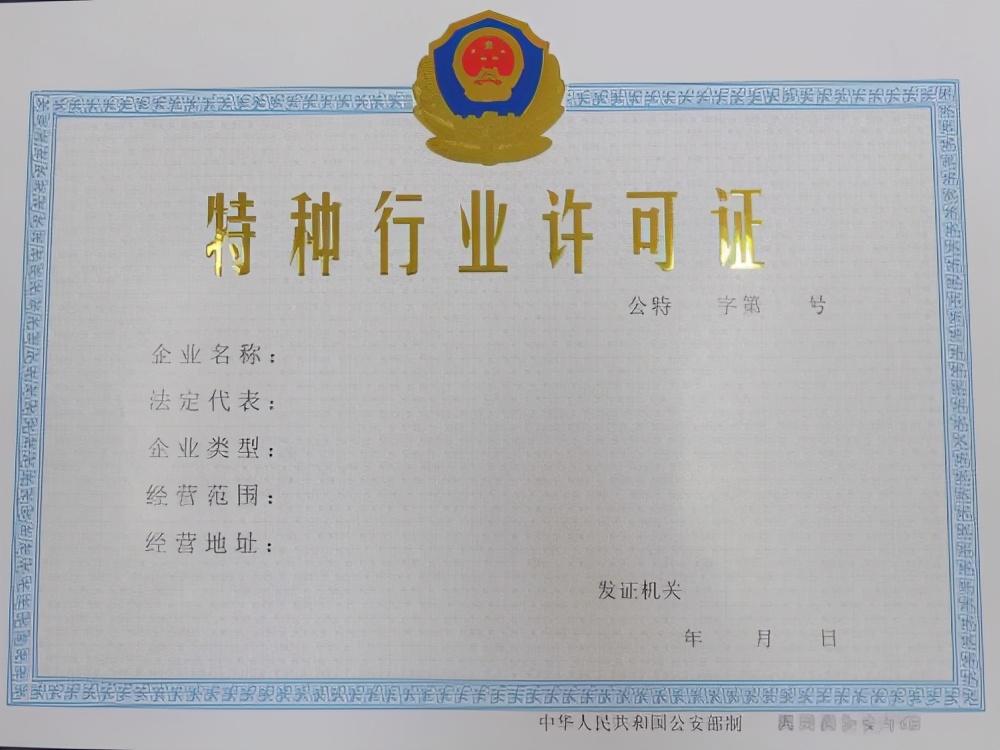 特种行业许可证
公特 字第 号
企业名称：
法定代表：
企业类型：
经营范围：
经营地址：
发证机关
年 月 日
中华人民共和国公安部制